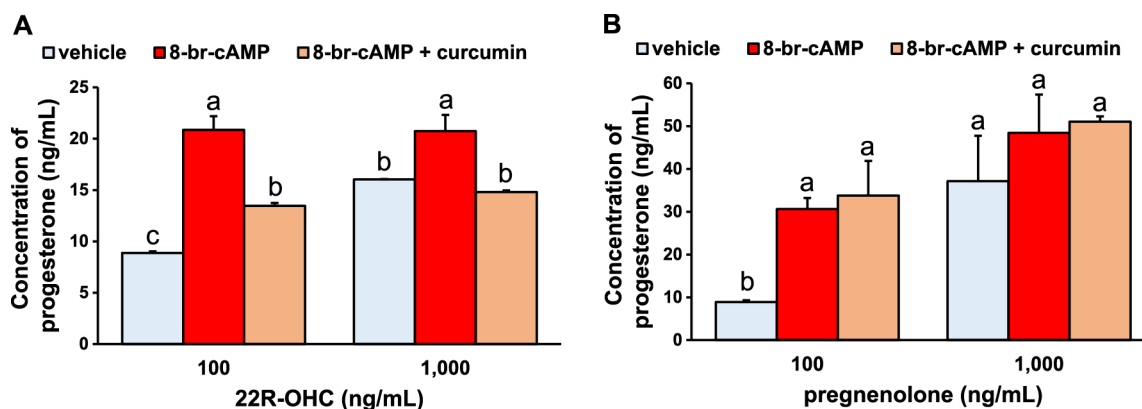 A
vehicle 8-br-cAMP 8-br-cAMP + curcumin
Concentration of
progesterone (ng/mL)
25
20
15
10
5
0
c a b b a b
100 1,000
22R-OHC (ng/mL)
B
vehicle 8-br-cAMP 8-br-cAMP + curcumin
Concentration of
progesterone (ng/mL)
60
50
40
30
20
10
0
b a a a a a
100 1,000
pregnenolone (ng/mL)